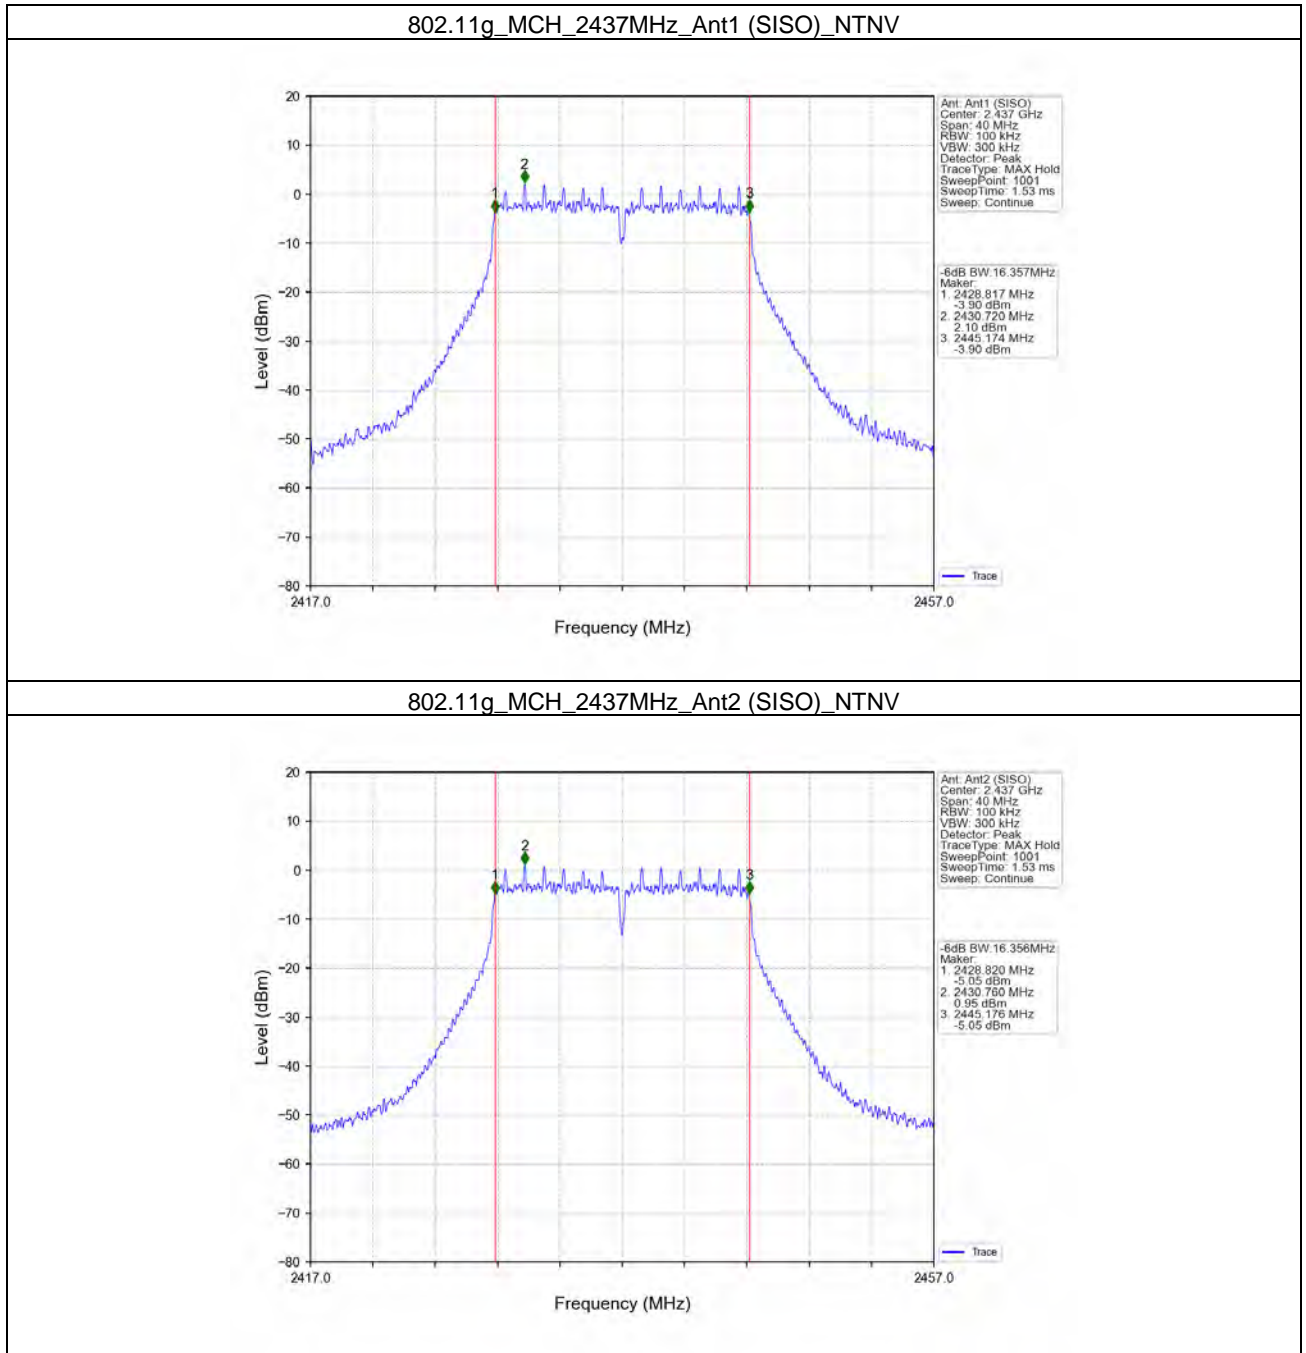 802.11g_MCH_2437MHz_Ant1 (SISO)_NTNV
20
10
0
−10
−20
−30
−40
−50
−60
−70
−80
Level (dBm)
2417.0
2457.0
Frequency (MHz)
1
2
3
Ant: Ant1 (SISO)
Center: 2.437 GHz
Span: 40 MHz
RBW: 100 kHz
VBW: 300 kHz
Detector: Peak
TraceType: MAX Hold
SweepPoint: 1001
SweepTime: 1.53 ms
Sweep: Continue
-6dB BW:16.357MHz
Maker:
1. 2428.817 MHz
-3.90 dBm
2. 2430.720 MHz
2.10 dBm
3. 2445.174 MHz
-3.90 dBm
Trace
802.11g_MCH_2437MHz_Ant2 (SISO)_NTNV
20
10
0
−10
−20
−30
−40
−50
−60
−70
−80
Level (dBm)
2417.0
2457.0
Frequency (MHz)
1
2
3
Ant: Ant2 (SISO)
Center: 2.437 GHz
Span: 40 MHz
RBW: 100 kHz
VBW: 300 kHz
Detector: Peak
TraceType: MAX Hold
SweepPoint: 1001
SweepTime: 1.53 ms
Sweep: Continue
-6dB BW:16.356MHz
Maker:
1. 2428.820 MHz
-5.05 dBm
2. 2430.760 MHz
0.95 dBm
3. 2445.176 MHz
-5.05 dBm
Trace